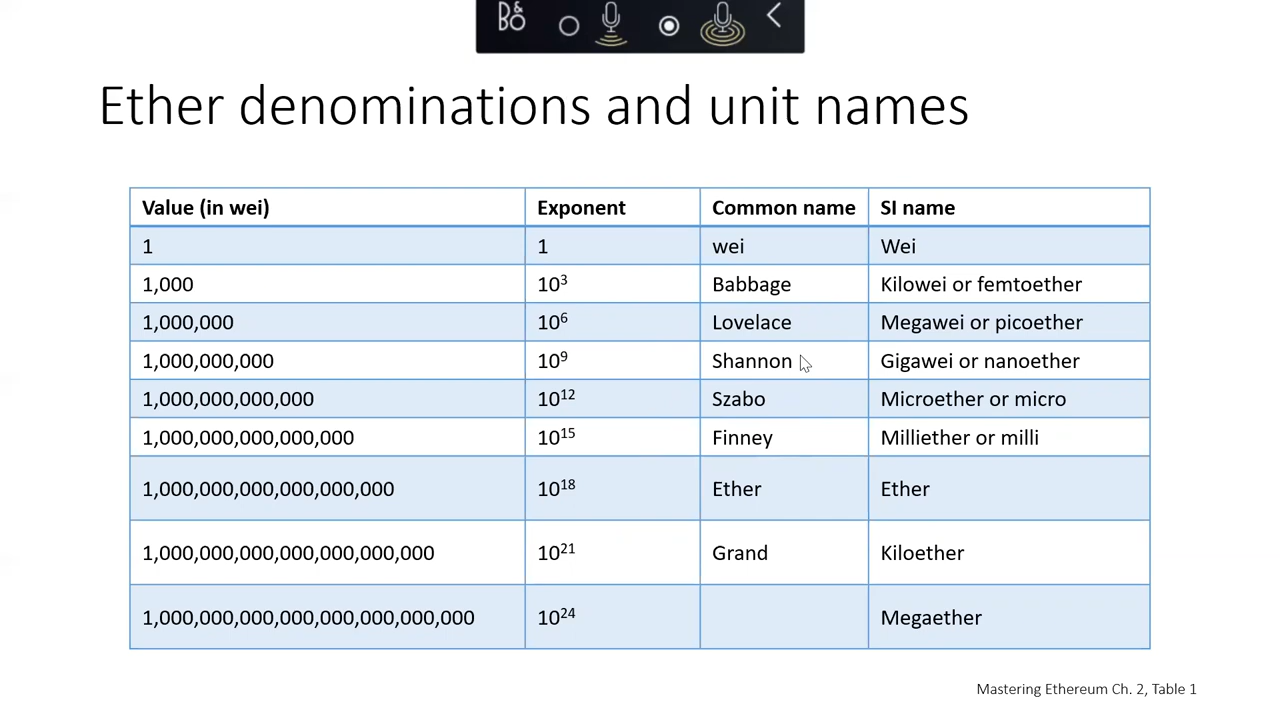 B&O
Ether denominations and unit names
Value (in wei) Exponent Common name SI name
1 1 wei Wei
1,000 10³ Babbage Kilowei or femtoether
1,000,000 10⁶ Lovelace Megawei or picoether
1,000,000,000 10⁹ Shannon Gigawei or nanoether
1,000,000,000,000 10¹² Szabo Microether or micro
1,000,000,000,000,000 10¹⁵ Finney Milliether or milli
1,000,000,000,000,000,000 10¹⁸ Ether Ether
1,000,000,000,000,000,000,000 10²¹ Grand Kiloether
1,000,000,000,000,000,000,000,000 10²⁴ Megaether
Mastering Ethereum Ch. 2, Table 1